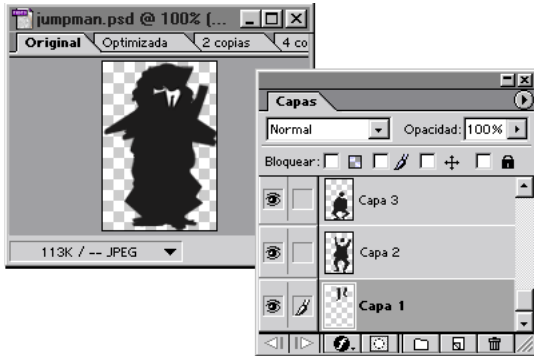 jumpman.psd @ 100% (...
Original Optimizada 2 copias 4 co
113K / -- JPEG
Capas
Normal Opacidad: 100%
Bloquear:
Capa 3
Capa 2
Capa 1